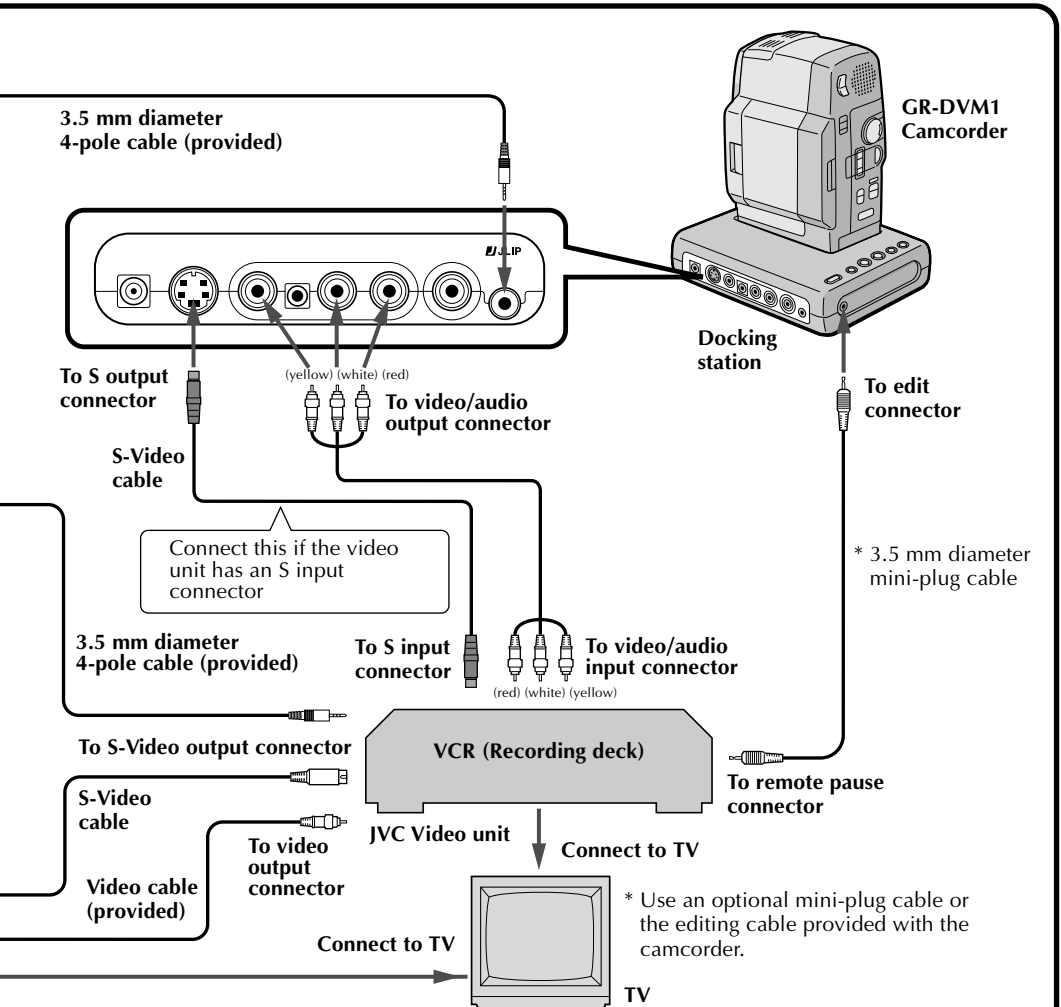 3.5 mm diameter
4-pole cable (provided)
GR-DVM1
Camcorder
JLIP
Docking
station
To S output
connector
(yellow) (white) (red)
To video/audio
output connector
To edit
connector
S-Video
cable
Connect this if the video
unit has an S input
connector
* 3.5 mm diameter
mini-plug cable
3.5 mm diameter
4-pole cable (provided)
To S input
connector
To video/audio
input connector
(red) (white) (yellow)
To S-Video output connector
VCR (Recording deck)
To remote pause
connector
S-Video
cable
JVC Video unit
To video
output
connector
Connect to TV
Video cable
(provided)
* Use an optional mini-plug cable or
the editing cable provided with the
camcorder.
Connect to TV
TV